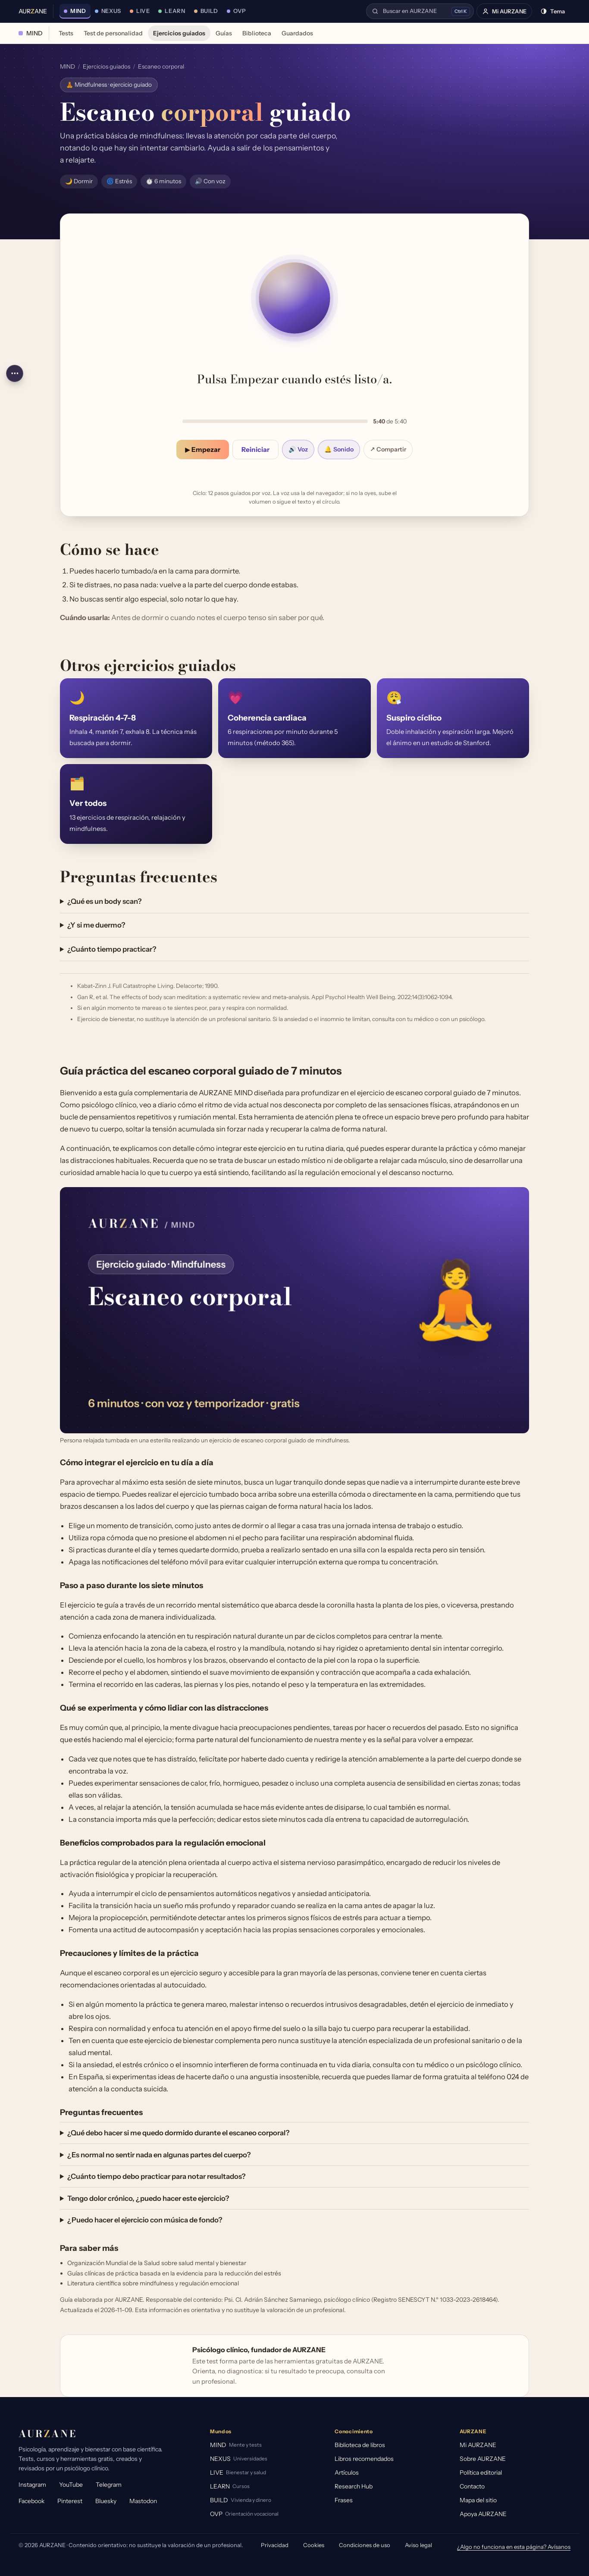 AURZANE
MIND
NEXUS
LIVE
LEARN
BUILD
OVP
Buscar en AURZANE
Ctrl K
Mi AURZANE
Tema
MIND
Tests
Test de personalidad
Ejercicios guiados
Guías
Biblioteca
Guardados
MIND / Ejercicios guiados / Escaneo corporal
Mindfulness · ejercicio guiado
Escaneo corporal guiado
Una práctica básica de mindfulness: llevas la atención por cada parte del cuerpo,
notando lo que hay sin intentar cambiarlo. Ayuda a salir de los pensamientos y
a relajarte.
Dormir
Estrés
6 minutos
Con voz
Pulsa Empezar cuando estés listo/a.
5:40 de 5:40
▶ Empezar
Reiniciar
Voz
Sonido
↗ Compartir
Ciclo: 12 pasos guiados por voz. La voz usa la del navegador; si no la oyes, sube el
volumen o sigue el texto y el círculo.
Cómo se hace
1. Puedes hacerlo tumbado/a en la cama para dormirte.
2. Si te distraes, no pasa nada: vuelve a la parte del cuerpo donde estabas.
3. No buscas sentir algo especial, solo notar lo que hay.
Cuándo usarla: Antes de dormir o cuando notes el cuerpo tenso sin saber por qué.
Otros ejercicios guiados
Respiración 4-7-8
Inhala 4, mantén 7, exhala 8. La técnica más
buscada para dormir.
Coherencia cardiaca
6 respiraciones por minuto durante 5
minutos (método 365).
Suspiro cíclico
Doble inhalación y espiración larga. Mejoró
el ánimo en un estudio de Stanford.
Ver todos
13 ejercicios de respiración, relajación y
mindfulness.
Preguntas frecuentes
▶ ¿Qué es un body scan?
▶ ¿Y si me duermo?
▶ ¿Cuánto tiempo practicar?
• Kabat-Zinn J. Full Catastrophe Living. Delacorte; 1990.
• Gan R, et al. The effects of body scan meditation: a systematic review and meta-analysis. Appl Psychol Health Well Being. 2022;14(3):1062-1094.
• Si en algún momento te mareas o te sientes peor, para y respira con normalidad.
• Ejercicio de bienestar, no sustituye la atención de un profesional sanitario. Si la ansiedad o el insomnio te limitan, consulta con tu médico o con un psicólogo.
Guía práctica del escaneo corporal guiado de 7 minutos
Bienvenido a esta guía complementaria de AURZANE MIND diseñada para profundizar en el ejercicio de escaneo corporal guiado de 7 minutos.
Como psicólogo clínico, veo a diario cómo el ritmo de vida actual nos desconecta por completo de las sensaciones físicas, atrapándonos en un
bucle de pensamientos repetitivos y rumiación mental. Esta herramienta de atención plena te ofrece un espacio breve pero profundo para habitar
de nuevo tu cuerpo, soltar la tensión acumulada sin forzar nada y recuperar la calma de forma natural.
A continuación, te explicamos con detalle cómo integrar este ejercicio en tu rutina diaria, qué puedes esperar durante la práctica y cómo manejar
las distracciones habituales. Recuerda que no se trata de buscar un estado místico ni de obligarte a relajar cada músculo, sino de desarrollar una
curiosidad amable hacia lo que tu cuerpo ya está sintiendo, facilitando así la regulación emocional y el descanso nocturno.
AURZANE / MIND
Ejercicio guiado · Mindfulness
Escaneo corporal
6 minutos · con voz y temporizador · gratis
Persona relajada tumbada en una esterilla realizando un ejercicio de escaneo corporal guiado de mindfulness.
Cómo integrar el ejercicio en tu día a día
Para aprovechar al máximo esta sesión de siete minutos, busca un lugar tranquilo donde sepas que nadie va a interrumpirte durante este breve
espacio de tiempo. Puedes realizar el ejercicio tumbado boca arriba sobre una esterilla cómoda o directamente en la cama, permitiendo que tus
brazos descansen a los lados del cuerpo y que las piernas caigan de forma natural hacia los lados.
• Elige un momento de transición, como justo antes de dormir o al llegar a casa tras una jornada intensa de trabajo o estudio.
• Utiliza ropa cómoda que no presione el abdomen ni el pecho para facilitar una respiración abdominal fluida.
• Si practicas durante el día y temes quedarte dormido, prueba a realizarlo sentado en una silla con la espalda recta pero sin tensión.
• Apaga las notificaciones del teléfono móvil para evitar cualquier interrupción externa que rompa tu concentración.
Paso a paso durante los siete minutos
El ejercicio te guía a través de un recorrido mental sistemático que abarca desde la coronilla hasta la planta de los pies, o viceversa, prestando
atención a cada zona de manera individualizada.
• Comienza enfocando la atención en tu respiración natural durante un par de ciclos completos para centrar la mente.
• Lleva la atención hacia la zona de la cabeza, el rostro y la mandíbula, notando si hay rigidez o apretamiento dental sin intentar corregirlo.
• Desciende por el cuello, los hombros y los brazos, observando el contacto de la piel con la ropa o la superficie.
• Recorre el pecho y el abdomen, sintiendo el suave movimiento de expansión y contracción que acompaña a cada exhalación.
• Termina el recorrido en las caderas, las piernas y los pies, notando el peso y la temperatura en las extremidades.
Qué se experimenta y cómo lidiar con las distracciones
Es muy común que, al principio, la mente divague hacia preocupaciones pendientes, tareas por hacer o recuerdos del pasado. Esto no significa
que estés haciendo mal el ejercicio; forma parte natural del funcionamiento de nuestra mente y es la señal para volver a empezar.
• Cada vez que notes que te has distraído, felicítate por haberte dado cuenta y redirige tu atención amablemente a la parte del cuerpo donde se
encontraba la voz.
• Puedes experimentar sensaciones de calor, frío, hormigueo, pesadez o incluso una completa ausencia de sensibilidad en ciertas zonas; todas
ellas son válidas.
• A veces, al relajar la atención, la tensión acumulada se hace más evidente antes de disiparse, lo cual también es normal.
• La constancia importa más que la perfección; dedicar estos siete minutos cada día entrena tu capacidad de autorregulación.
Beneficios comprobados para la regulación emocional
La práctica regular de la atención plena orientada al cuerpo activa el sistema nervioso parasimpático, encargado de reducir los niveles de
activación fisiológica y propiciar la recuperación.
• Ayuda a interrumpir el ciclo de pensamientos automáticos negativos y ansiedad anticipatoria.
• Facilita la transición hacia un sueño más profundo y reparador cuando se realiza en la cama antes de apagar la luz.
• Mejora la propiocepción, permitiéndote detectar antes los primeros signos físicos de estrés para actuar a tiempo.
• Fomenta una actitud de autocompasión y aceptación hacia las propias sensaciones corporales y emocionales.
Precauciones y límites de la práctica
Aunque el escaneo corporal es un ejercicio seguro y accesible para la gran mayoría de las personas, conviene tener en cuenta ciertas
recomendaciones orientadas al autocuidado.
• Si en algún momento la práctica te genera mareo, malestar intenso o recuerdos intrusivos desagradables, detén el ejercicio de inmediato y
abre los ojos.
• Respira con normalidad y enfoca tu atención en el apoyo firme del suelo o la silla bajo tu cuerpo para recuperar la estabilidad.
• Ten en cuenta que este ejercicio de bienestar complementa pero nunca sustituye la atención especializada de un profesional sanitario o de la
salud mental.
• Si la ansiedad, el estrés crónico o el insomnio interfieren de forma continuada en tu vida diaria, consulta con tu médico o un psicólogo clínico.
• En España, si experimentas ideas de hacerte daño o una angustia insostenible, recuerda que puedes llamar de forma gratuita al teléfono 024 de
atención a la conducta suicida.
Preguntas frecuentes
▶ ¿Qué debo hacer si me quedo dormido durante el escaneo corporal?
▶ ¿Es normal no sentir nada en algunas partes del cuerpo?
▶ ¿Cuánto tiempo debo practicar para notar resultados?
▶ Tengo dolor crónico, ¿puedo hacer este ejercicio?
▶ ¿Puedo hacer el ejercicio con música de fondo?
Para saber más
• Organización Mundial de la Salud sobre salud mental y bienestar
• Guías clínicas de práctica basada en la evidencia para la reducción del estrés
• Literatura científica sobre mindfulness y regulación emocional
Guía elaborada por AURZANE. Responsable del contenido: Psi. Cl. Adrián Sánchez Samaniego, psicólogo clínico (Registro SENESCYT N.º 1033-2023-2618464).
Actualizada el 2026-11-09. Esta información es orientativa y no sustituye la valoración de un profesional.
Psicólogo clínico, fundador de AURZANE
Este test forma parte de las herramientas gratuitas de AURZANE.
Orienta, no diagnostica: si tu resultado te preocupa, consulta con
un profesional.
AURZANE
Psicología, aprendizaje y bienestar con base científica.
Tests, cursos y herramientas gratis, creados y
revisados por un psicólogo clínico.
Instagram
YouTube
Telegram
Facebook
Pinterest
Bluesky
Mastodon
Mundos
MIND Mente y tests
NEXUS Universidades
LIVE Bienestar y salud
LEARN Cursos
BUILD Vivienda y dinero
OVP Orientación vocacional
Conocimiento
Biblioteca de libros
Libros recomendados
Artículos
Research Hub
Frases
AURZANE
Mi AURZANE
Sobre AURZANE
Política editorial
Contacto
Mapa del sitio
Apoya AURZANE
© 2026 AURZANE · Contenido orientativo: no sustituye la valoración de un profesional.
Privacidad
Cookies
Condiciones de uso
Aviso legal
¿Algo no funciona en esta página? Avísanos